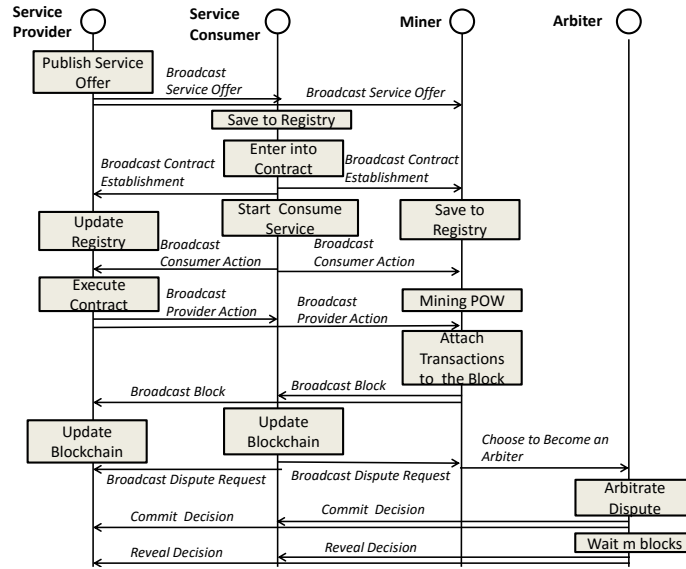 Service
Provider
Service
Consumer
Miner
Arbiter
Publish Service
Offer
Broadcast
Service Offer
Broadcast Service Offer
Save to Registry
Enter into
Contract
Broadcast Contract
Establishment
Broadcast Contract
Establishment
Update
Registry
Start Consume
Service
Save to
Registry
Broadcast
Consumer Action
Broadcast
Consumer Action
Execute
Contract
Broadcast
Provider Action
Broadcast
Provider Action
Mining POW
Attach
Transactions
to the Block
Broadcast Block
Broadcast Block
Update
Blockchain
Update
Blockchain
Choose to Become an
Arbiter
Broadcast Dispute Request
Broadcast Dispute Request
Arbitrate
Dispute
Commit Decision
Commit Decision
Wait m blocks
Reveal Decision
Reveal Decision